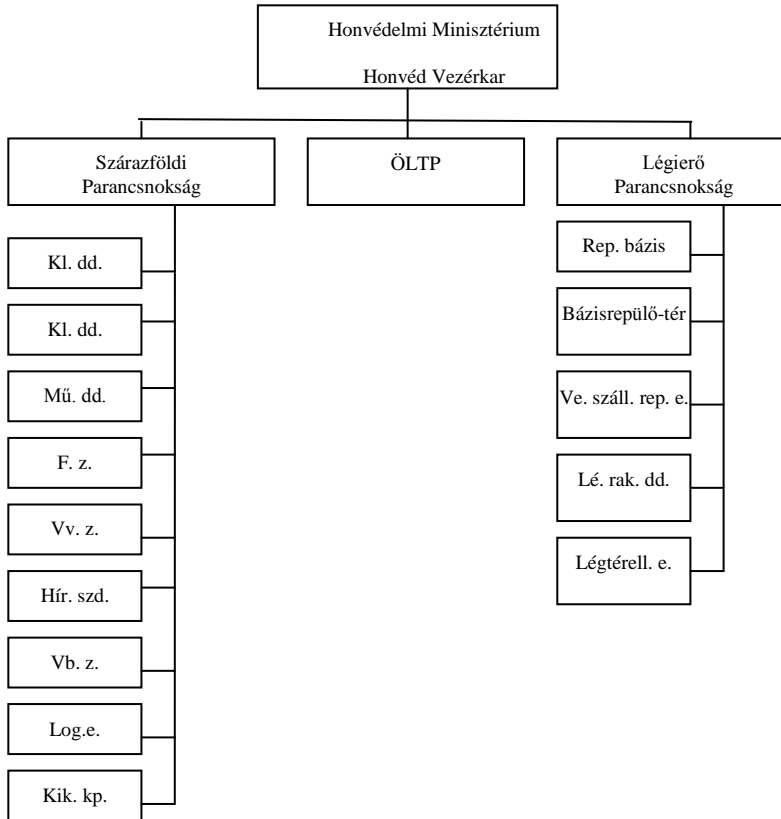 Honvédelmi Minisztérium
Honvéd Vezérkar
Szárazföldi
Parancsnokság
ÖLTP
Légierő
Parancsnokság
Kl. dd.
Kl. dd.
Mű. dd.
F. z.
Vv. z.
Hír. szd.
Vb. z.
Log.e.
Kik. kp.
Rep. bázis
Bázisrepülő-tér
Ve. száll. rep. e.
Lé. rak. dd.
Légtérell. e.